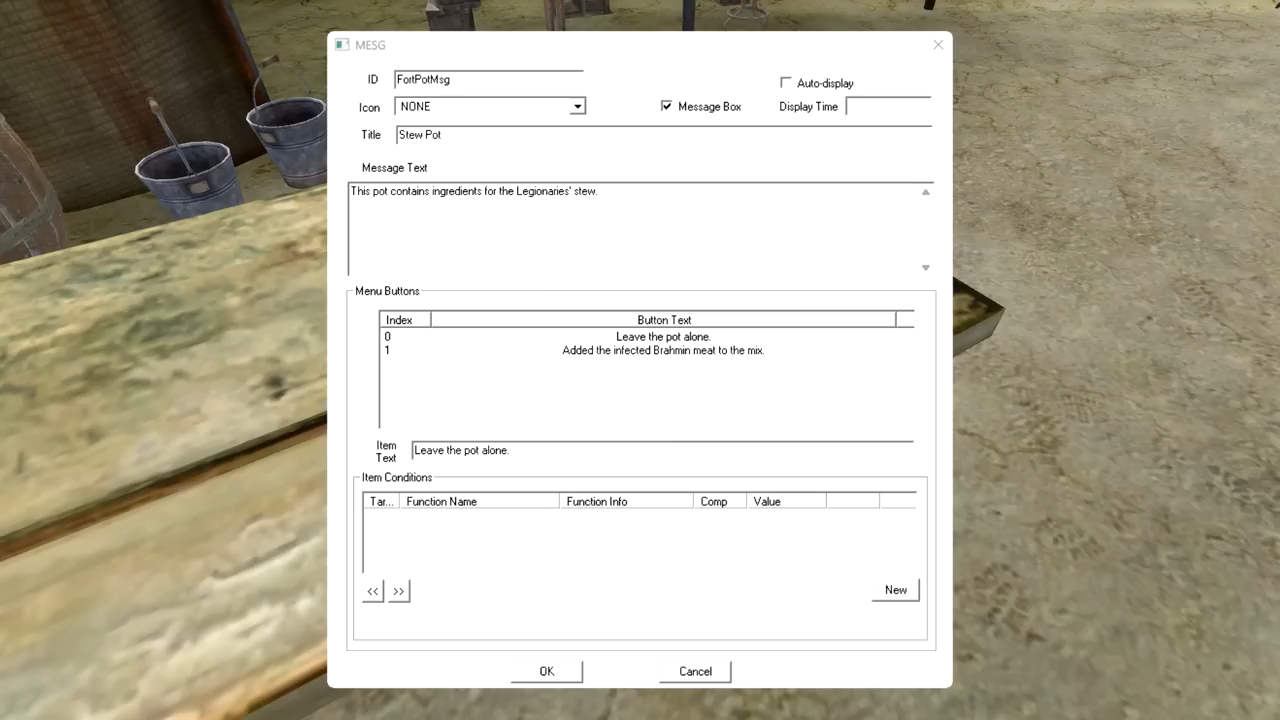 MESG
ID FortPotMsg
Auto-display
Icon NONE Message Box Display Time
Title Stew Pot
Message Text
This pot contains ingredients for the Legionaries' stew.
Menu Buttons
Index Button Text
0 Leave the pot alone.
1 Added the infected Brahmin meat to the mix.
Item Text Leave the pot alone.
Item Conditions
Tar... Function Name Function Info Comp Value
<< >> New
OK Cancel